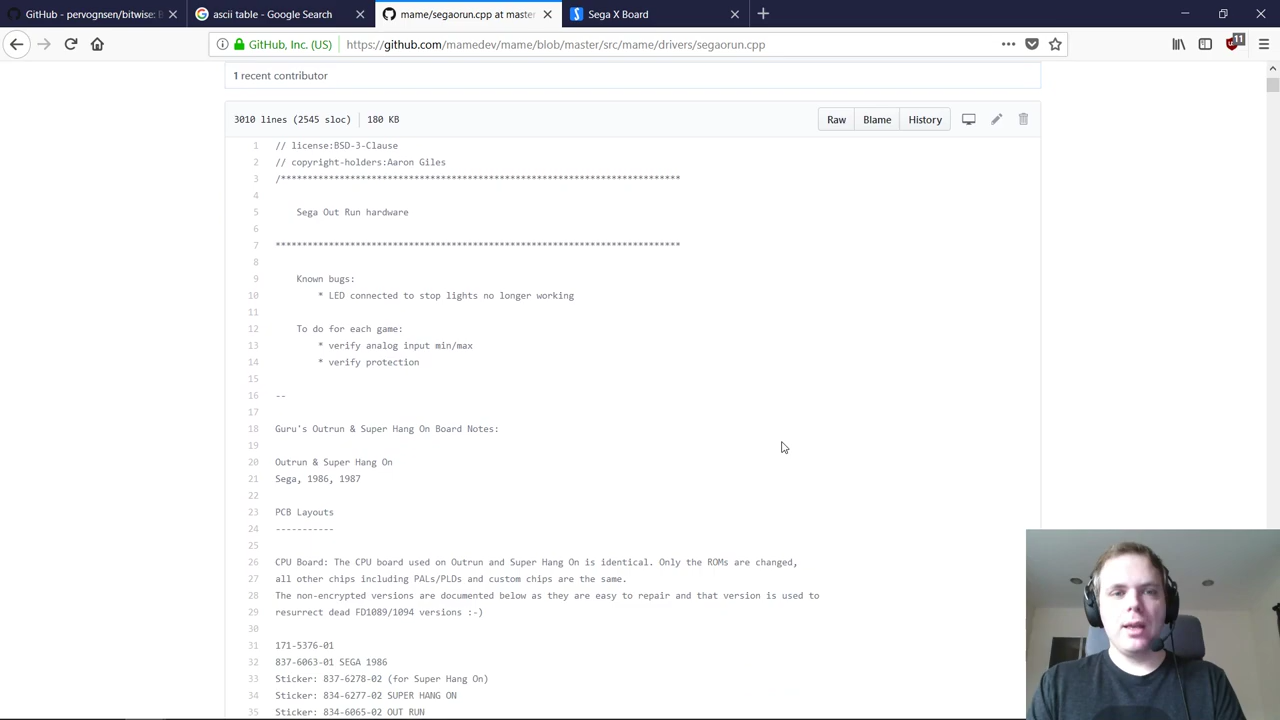 GitHub - pervognsen/bitwise: B
ascii table - Google Search
mame/segaorun.cpp at master
Sega X Board
GitHub, Inc. (US)
https://github.com/mamedev/mame/blob/master/src/mame/drivers/segaorun.cpp
11
1 recent contributor
3010 lines (2545 sloc) 180 KB
Raw Blame History
1 // license:BSD-3-Clause
2 // copyright-holders:Aaron Giles
3 /***************************************************************************
4
5 Sega Out Run hardware
6
7 ****************************************************************************
8
9 Known bugs:
10 * LED connected to stop lights no longer working
11
12 To do for each game:
13 * verify analog input min/max
14 * verify protection
15
16 --
17
18 Guru's Outrun & Super Hang On Board Notes:
19
20 Outrun & Super Hang On
21 Sega, 1986, 1987
22
23 PCB Layouts
24 -----------
25
26 CPU Board: The CPU board used on Outrun and Super Hang On is identical. Only the ROMs are changed,
27 all other chips including PALs/PLDs and custom chips are the same.
28 The non-encrypted versions are documented below as they are easy to repair and that version is used to
29 resurrect dead FD1089/1094 versions :-)
30
31 171-5376-01
32 837-6063-01 SEGA 1986
33 Sticker: 837-6278-02 (for Super Hang On)
34 Sticker: 834-6277-02 SUPER HANG ON
35 Sticker: 834-6065-02 OUT RUN